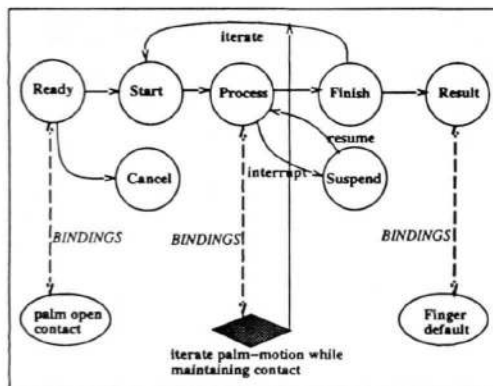 iterate
Ready
Start
Process
Finish
Result
resume
Cancel
interrupt
Suspend
BINDINGS
BINDINGS
BINDINGS
palm open
contact
Finger
default
iterate palm-motion while
maintaining contact